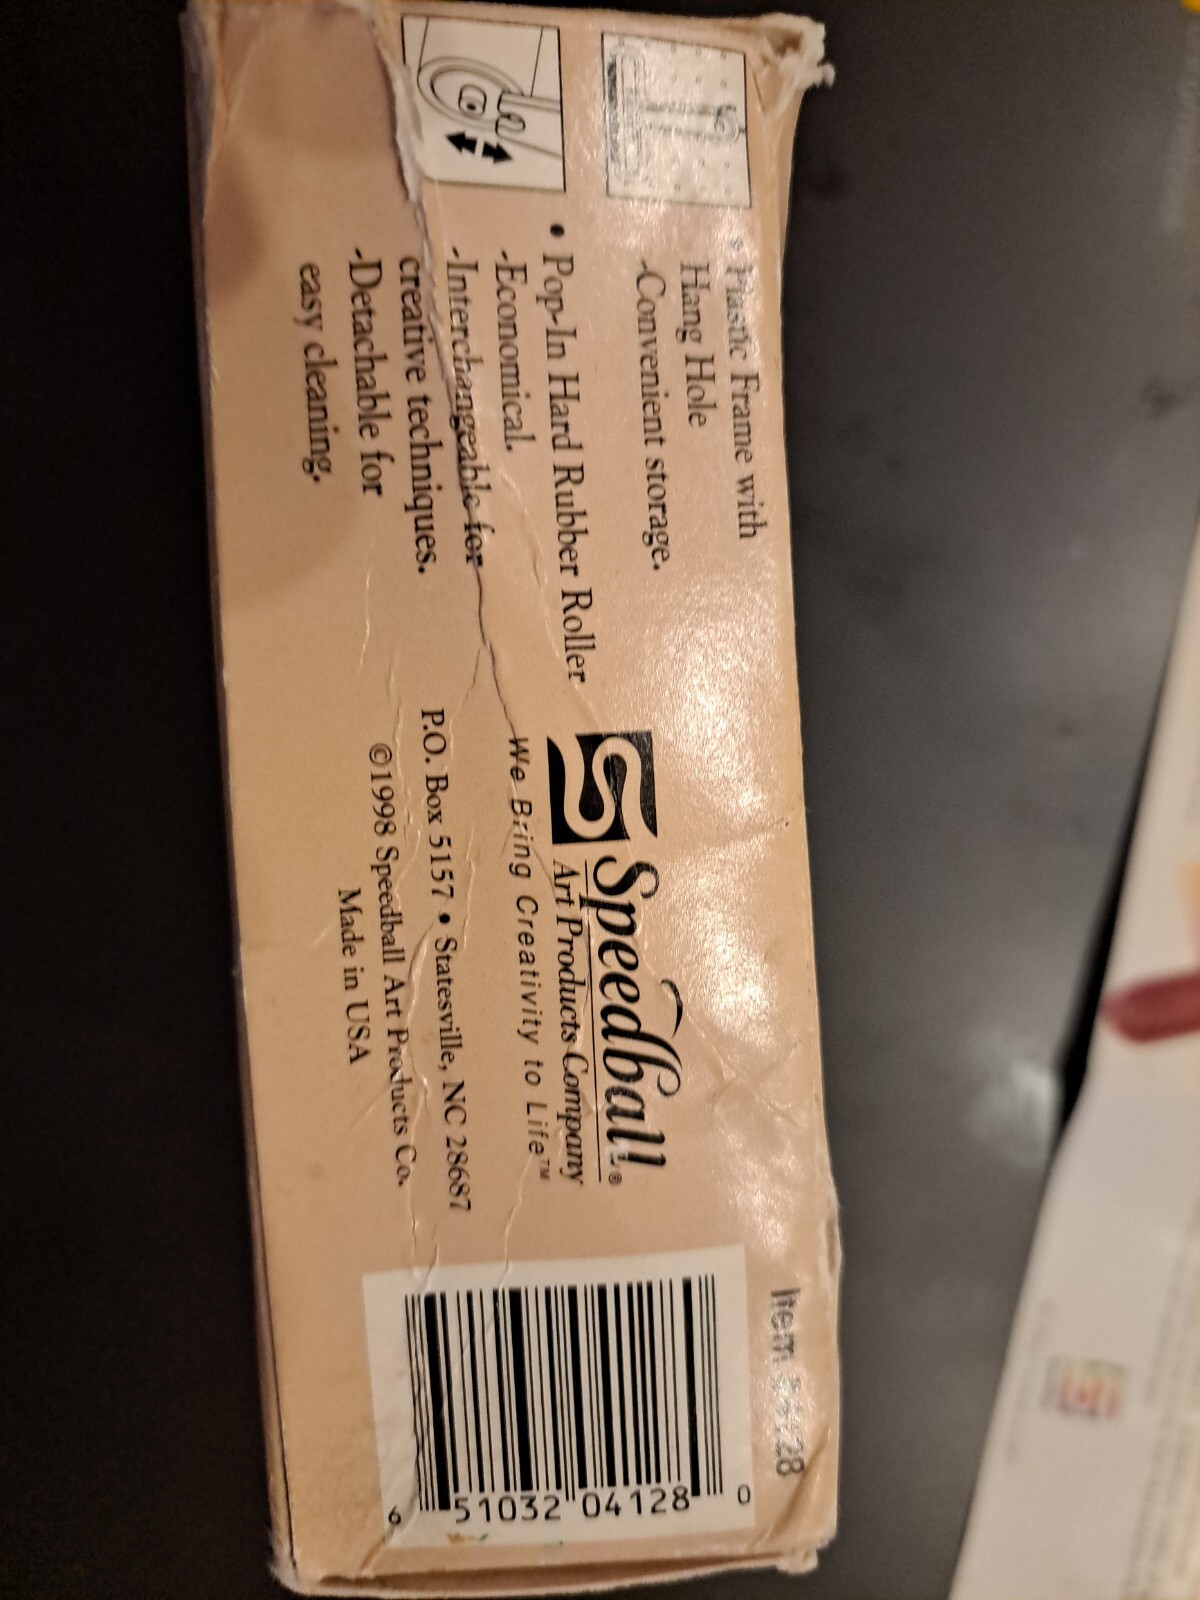 • Plastic Frame with
Hang Hole
-Convenient storage.
• Pop-In Hard Rubber Roller
-Economical.
-Interchangeable for
creative techniques.
-Detachable for
easy cleaning.
Speedball®
Art Products Company
We Bring Creativity to Life™
P.O. Box 5157 • Statesville, NC 28687
©1998 Speedball Art Products Co.
Made in USA
Item #4128
6 51032 04128 0